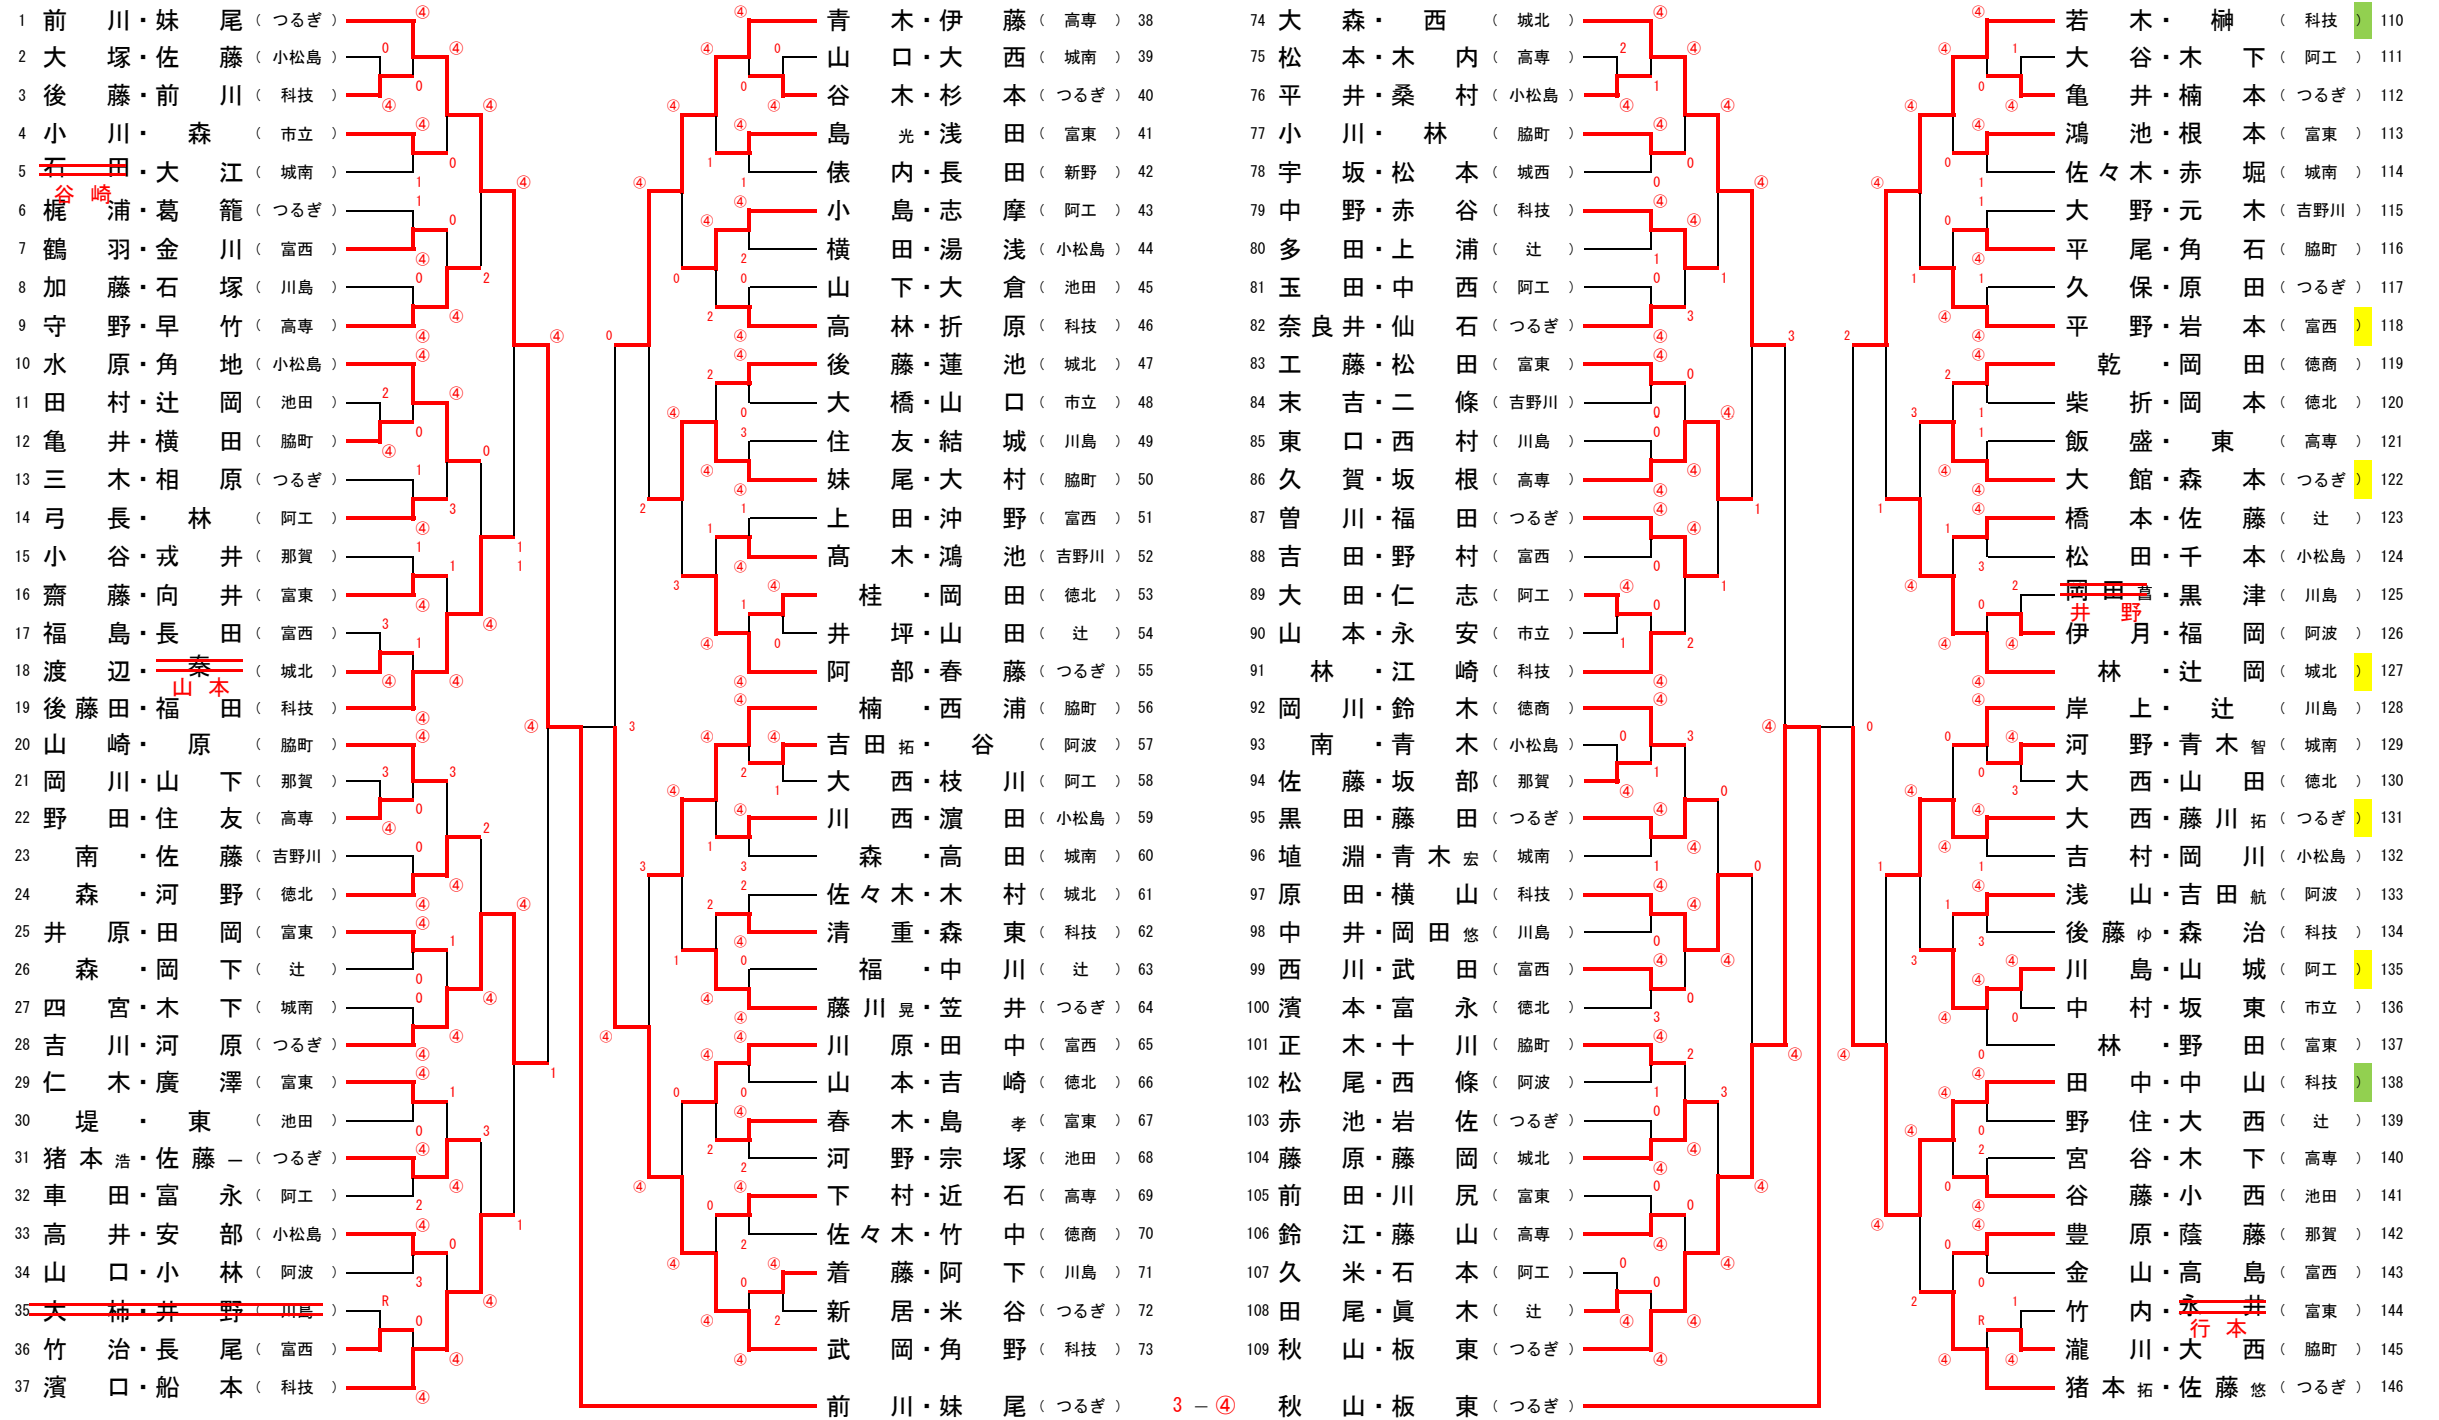 1 前川・妹尾 （つるぎ）
2 大塚・佐藤 （小松島）
3 後藤・前川 （科技）
4 小川・森 （市立）
5 石田・大江 （城南）
谷崎
6 梶浦・葛籠 （つるぎ）
7 鶴羽・金川 （富西）
8 加藤・石塚 （川島）
9 守野・早竹 （高専）
10 水原・角地 （小松島）
11 田村・辻岡 （池田）
12 亀井・横田 （脇町）
13 三木・相原 （つるぎ）
14 弓長・林 （阿工）
15 小谷・戎井 （那賀）
16 齋藤・向井 （富東）
17 福島・長田 （富西）
18 渡辺・秦 （城北）
山本
19 後藤田・福田 （科技）
20 山崎・原 （脇町）
21 岡川・山下 （那賀）
22 野田・住友 （高専）
23 南・佐藤 （吉野川）
24 森・河野 （徳北）
25 井原・田岡 （富東）
26 森・岡下 （辻）
27 四宮・木下 （城南）
28 吉川・河原 （つるぎ）
29 仁木・廣澤 （富東）
30 堤・東 （池田）
31 猪本浩・佐藤一 （つるぎ）
32 車田・富永 （阿工）
33 高井・安部 （小松島）
34 山口・小林 （阿波）
35 大柿・井野 （川島）
36 竹治・長尾 （富西）
37 濱口・船本 （科技）
青木・伊藤 （高専） 38
山口・大西 （城南） 39
谷木・杉本 （つるぎ） 40
島光・浅田 （富東） 41
俵内・長田 （新野） 42
小島・志摩 （阿工） 43
横田・湯浅 （小松島） 44
山下・大倉 （池田） 45
高林・折原 （科技） 46
後藤・蓮池 （城北） 47
大橋・山口 （市立） 48
住友・結城 （川島） 49
妹尾・大村 （脇町） 50
上田・沖野 （富西） 51
髙木・鴻池 （吉野川） 52
桂・岡田 （徳北） 53
井坪・山田 （辻） 54
阿部・春藤 （つるぎ） 55
楠・西浦 （脇町） 56
吉田拓・谷 （阿波） 57
大西・枝川 （阿工） 58
川西・濵田 （小松島） 59
森・高田 （城南） 60
佐々木・木村 （城北） 61
清重・森東 （科技） 62
福・中川 （辻） 63
藤川晃・笠井 （つるぎ） 64
川原・田中 （富西） 65
山本・吉崎 （徳北） 66
春木・島孝 （富東） 67
河野・宗塚 （池田） 68
下村・近石 （高専） 69
佐々木・竹中 （徳商） 70
着藤・阿下 （川島） 71
新居・米谷 （つるぎ） 72
武岡・角野 （科技） 73
前川・妹尾 （つるぎ） 3 － ④ 秋山・板東 （つるぎ）
74 大森・西 （城北）
75 松本・木内 （高専）
76 平井・桑村 （小松島）
77 小川・林 （脇町）
78 宇坂・松本 （城西）
79 中野・赤谷 （科技）
80 多田・上浦 （辻）
81 玉田・中西 （阿工）
82 奈良井・仙石 （つるぎ）
83 工藤・松田 （富東）
84 末吉・二條 （吉野川）
85 東口・西村 （川島）
86 久賀・坂根 （高専）
87 曽川・福田 （つるぎ）
88 吉田・野村 （富西）
89 大田・仁志 （阿工）
90 山本・永安 （市立）
91 林・江崎 （科技）
92 岡川・鈴木 （徳商）
93 南・青木 （小松島）
94 佐藤・坂部 （那賀）
95 黒田・藤田 （つるぎ）
96 埴淵・青木宏 （城南）
97 原田・横山 （科技）
98 中井・岡田悠 （川島）
99 西川・武田 （富西）
100 濱本・富永 （徳北）
101 正木・十川 （脇町）
102 松尾・西條 （阿波）
103 赤池・岩佐 （つるぎ）
104 藤原・藤岡 （城北）
105 前田・川尻 （富東）
106 鈴江・藤山 （高専）
107 久米・石本 （阿工）
108 田尾・眞木 （辻）
109 秋山・板東 （つるぎ）
若木・榊 （科技） 110
大谷・木下 （阿工） 111
亀井・楠本 （つるぎ） 112
鴻池・根本 （富東） 113
佐々木・赤堀 （城南） 114
大野・元木 （吉野川） 115
平尾・角石 （脇町） 116
久保・原田 （つるぎ） 117
平野・岩本 （富西） 118
乾・岡田 （徳商） 119
柴折・岡本 （徳北） 120
飯盛・東 （高専） 121
大館・森本 （つるぎ） 122
橋本・佐藤 （辻） 123
松田・千本 （小松島） 124
岡田菖・黒津 （川島） 125
井野
伊月・福岡 （阿波） 126
林・辻岡 （城北） 127
岸上・辻 （川島） 128
河野・青木智 （城南） 129
大西・山田 （徳北） 130
大西・藤川拓 （つるぎ） 131
吉村・岡川 （小松島） 132
浅山・吉田航 （阿波） 133
後藤ゆ・森治 （科技） 134
川島・山城 （阿工） 135
中村・坂東 （市立） 136
林・野田 （富東） 137
田中・中山 （科技） 138
野住・大西 （辻） 139
宮谷・木下 （高専） 140
谷藤・小西 （池田） 141
豊原・蔭藤 （那賀） 142
金山・高島 （富西） 143
竹内・永井 （富東） 144
行本
瀧川・大西 （脇町） 145
猪本拓・佐藤悠 （つるぎ） 146